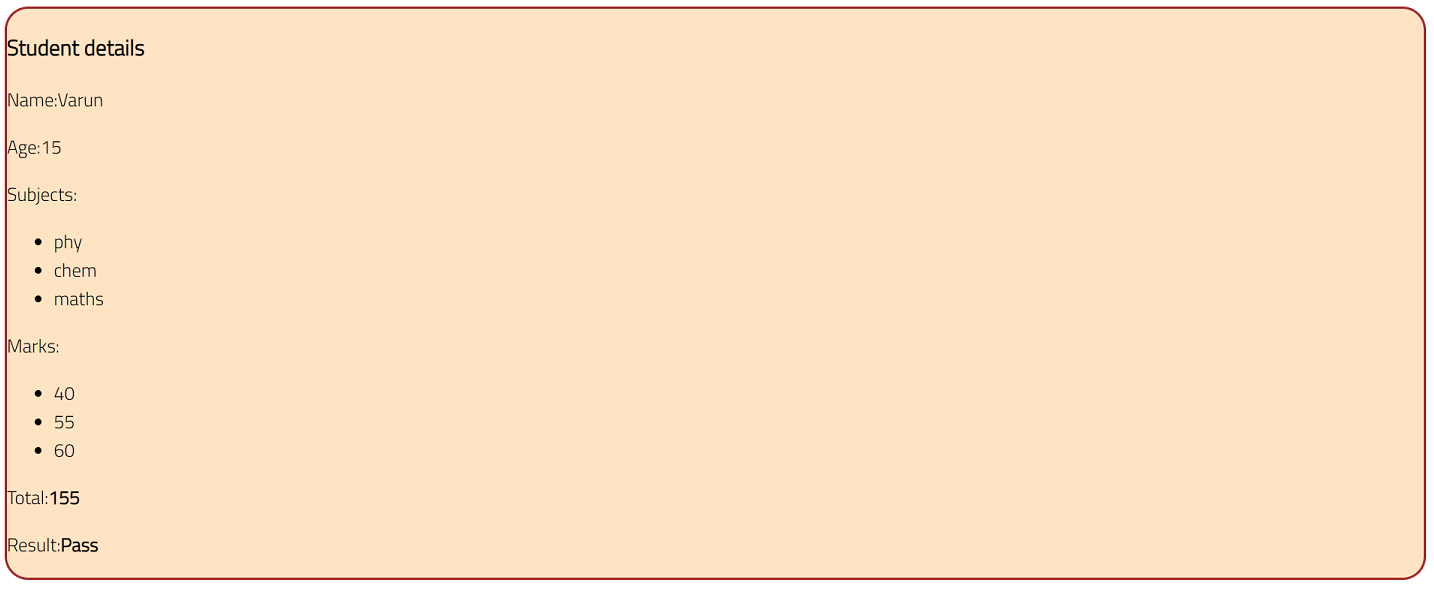 Student details
Name:Varun
Age:15
Subjects:
phy
chem
maths
Marks:
40
55
60
Total:155
Result:Pass